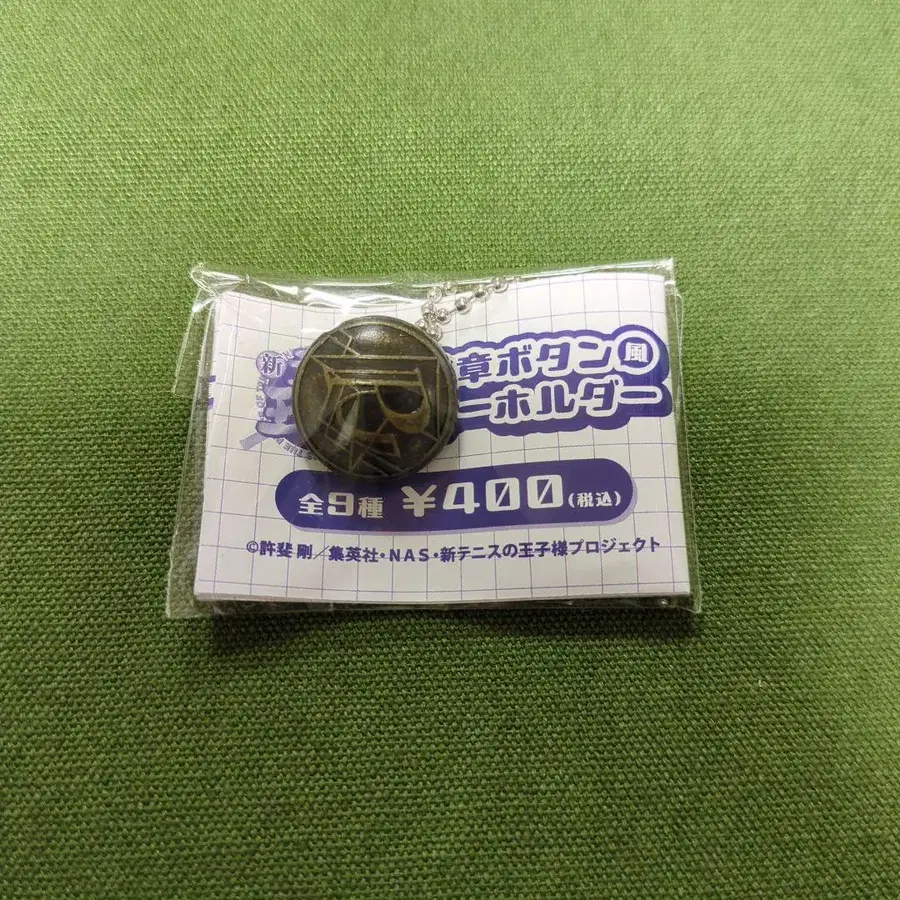 新
章ボタン風
ーホルダー
R
全9種 ¥400(税込)
©許斐 剛/集英社・NAS・新テニスの王子様プロジェクト